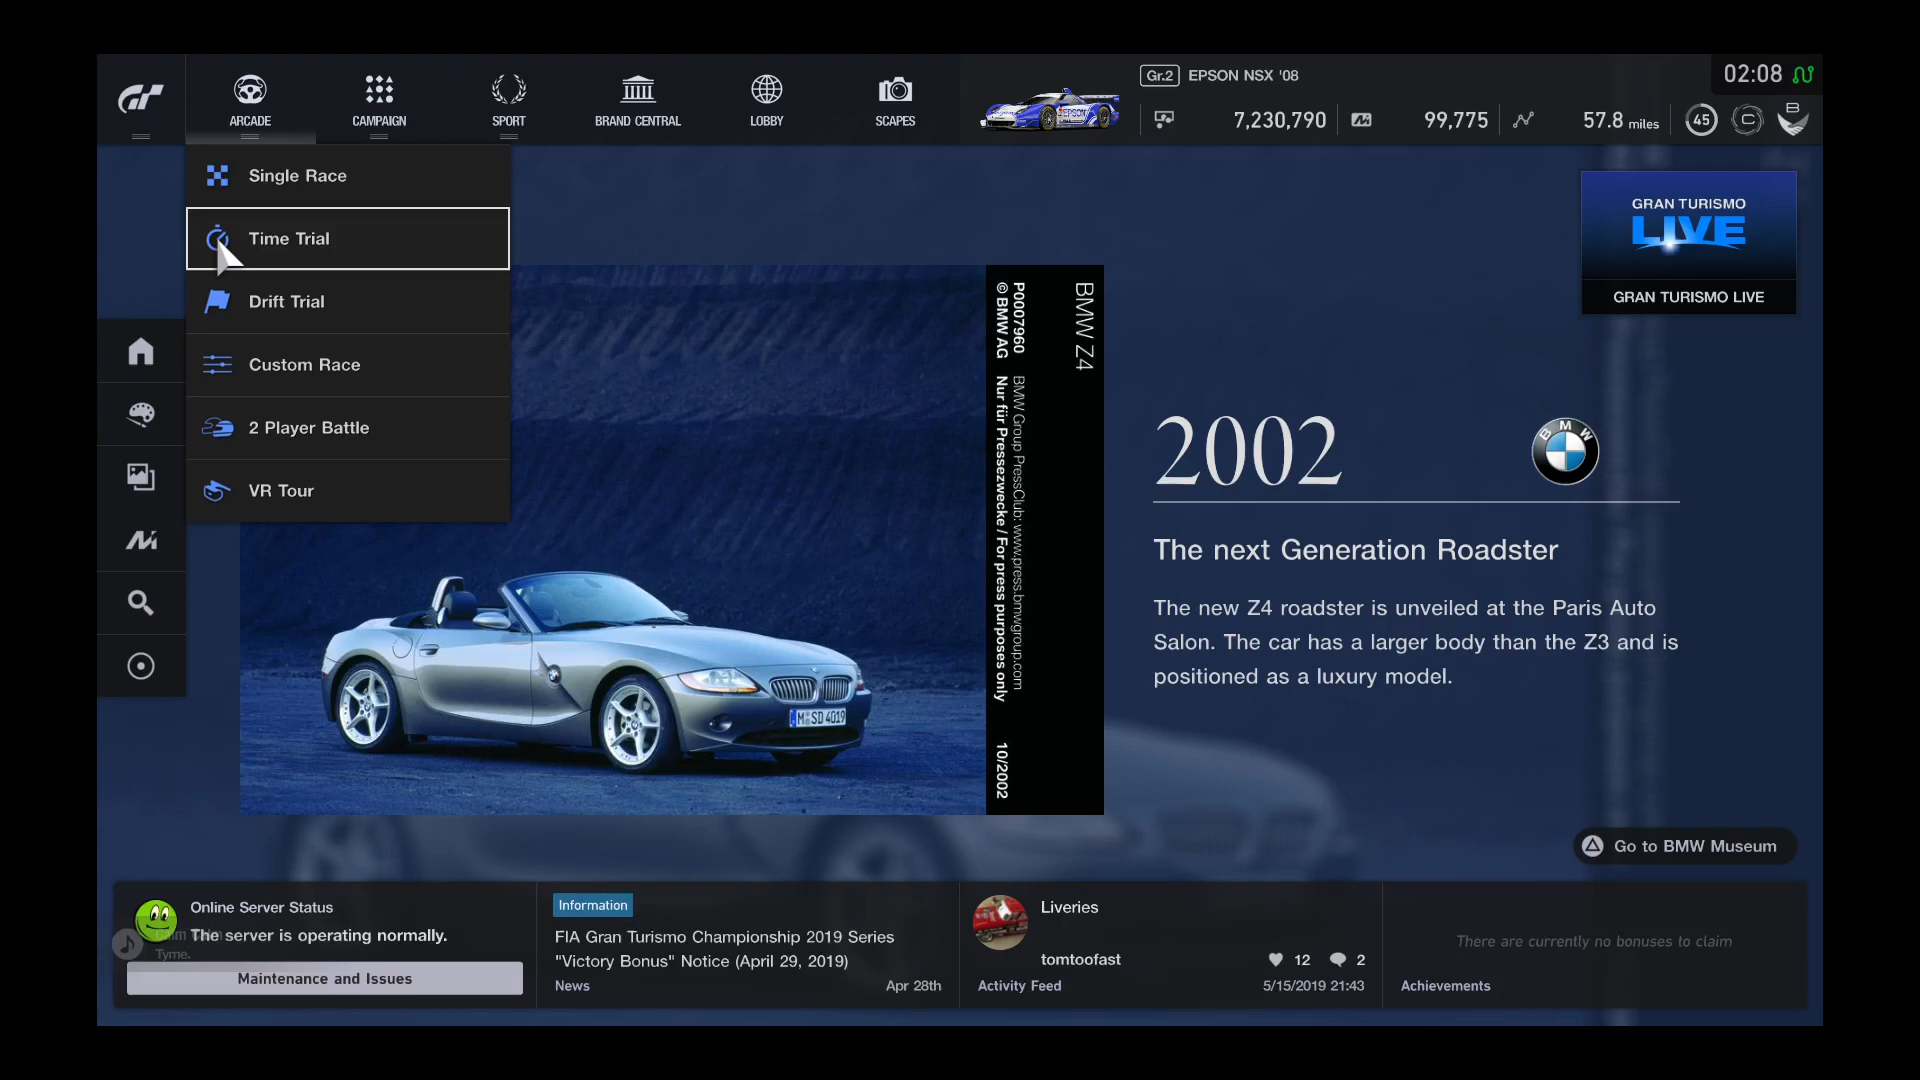 ARCADE
CAMPAIGN
SPORT
BRAND CENTRAL
LOBBY
SCAPES
Gr.2 EPSON NSX '08
7,230,790
99,775
57.8 miles
02:08
45
C
B
Single Race
Time Trial
Drift Trial
Custom Race
2 Player Battle
VR Tour
GRAN TURISMO
LIVE
GRAN TURISMO LIVE
BMW Z4
P0007960 BMW Group PressClub: www.press.bmwgroup.com
© BMW AG Nur für Pressezwecke / For press purposes only 10/2002
M SD 4019
2002
BMW
The next Generation Roadster
The new Z4 roadster is unveiled at the Paris Auto
Salon. The car has a larger body than the Z3 and is
positioned as a luxury model.
Go to BMW Museum
Online Server Status
The server is operating normally.
Tyme.
Maintenance and Issues
Information
FIA Gran Turismo Championship 2019 Series
"Victory Bonus" Notice (April 29, 2019)
News Apr 28th
Liveries
tomtoofast 12 2
Activity Feed 5/15/2019 21:43
There are currently no bonuses to claim
Achievements